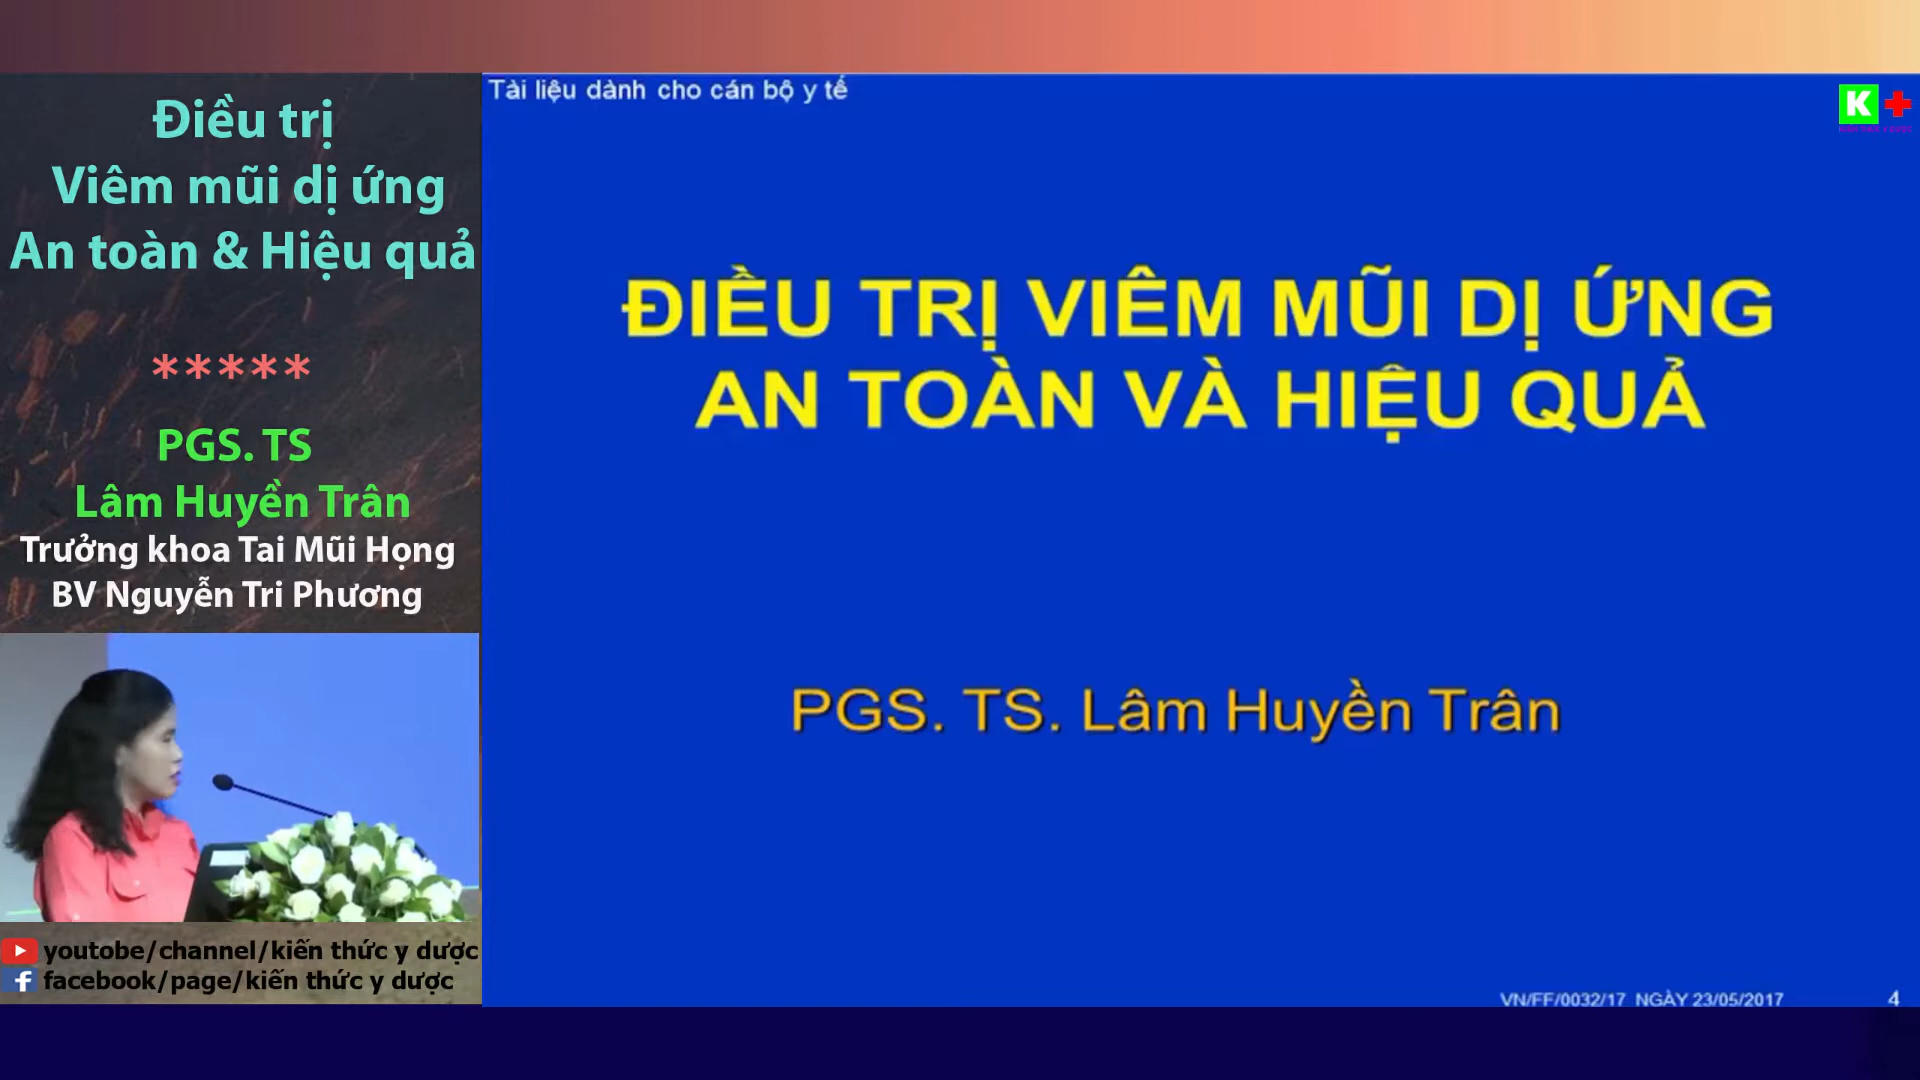 Điều trị
Viêm mũi dị ứng
An toàn & Hiệu quả
*****
PGS. TS
Lâm Huyền Trân
Trưởng khoa Tai Mũi Họng
BV Nguyễn Tri Phương
youtobe/channel/kiến thức y dược
facebook/page/kiến thức y dược
Tài liệu dành cho cán bộ y tế
K
KIẾN THỨC Y DƯỢC
ĐIỀU TRỊ VIÊM MŨI DỊ ỨNG
AN TOÀN VÀ HIỆU QUẢ
PGS. TS. Lâm Huyền Trân
VN/FF/0032/17 NGÀY 23/05/2017
4